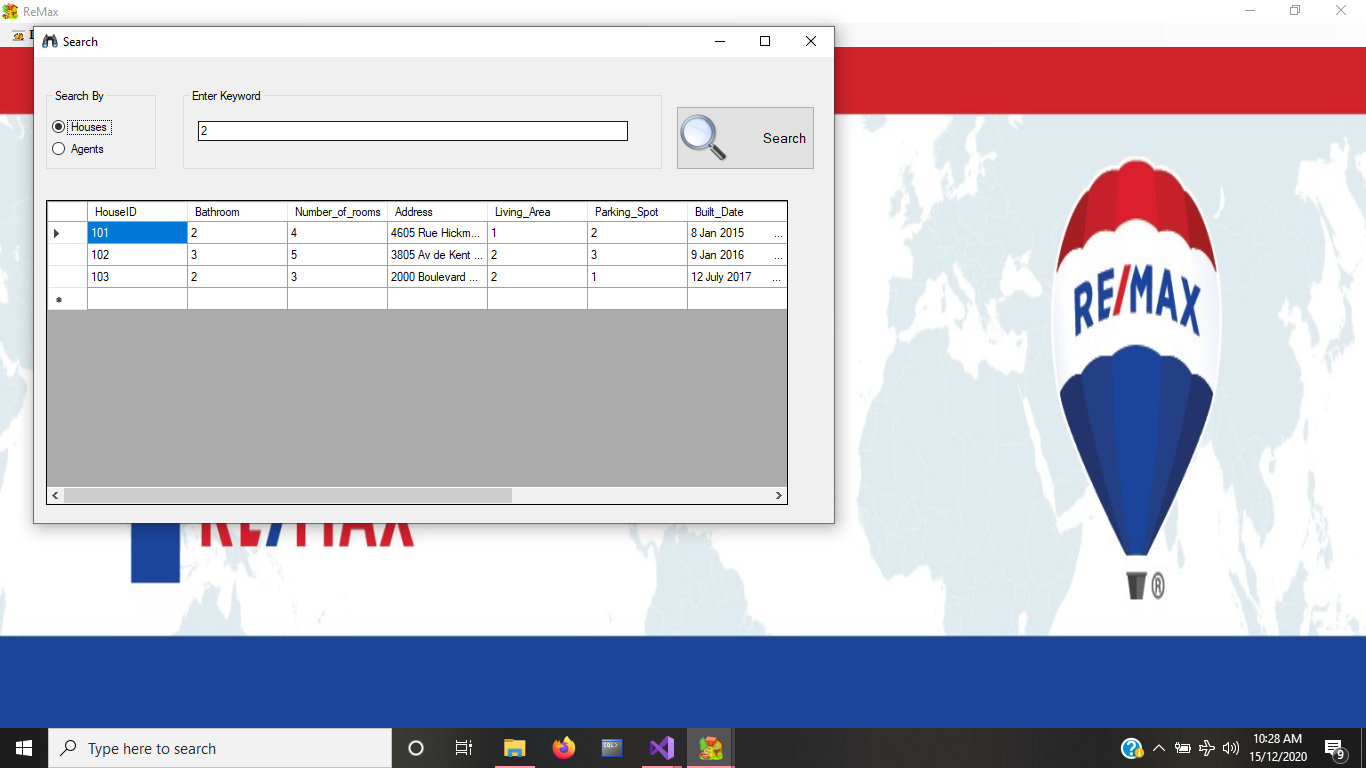 ReMax
Search
Search By
Enter Keyword
Houses
Agents
2
Search
HouseID Bathroom Number_of_rooms Address Living_Area Parking_Spot Built_Date
101 2 4 4605 Rue Hickm... 1 2 8 Jan 2015 ...
102 3 5 3805 Av de Kent ... 2 3 9 Jan 2016 ...
103 2 3 2000 Boulevard ... 2 1 12 July 2017 ...
*
RE/MAX
®
RE/MAX
Type here to search
SQL>
10:28 AM
15/12/2020
9